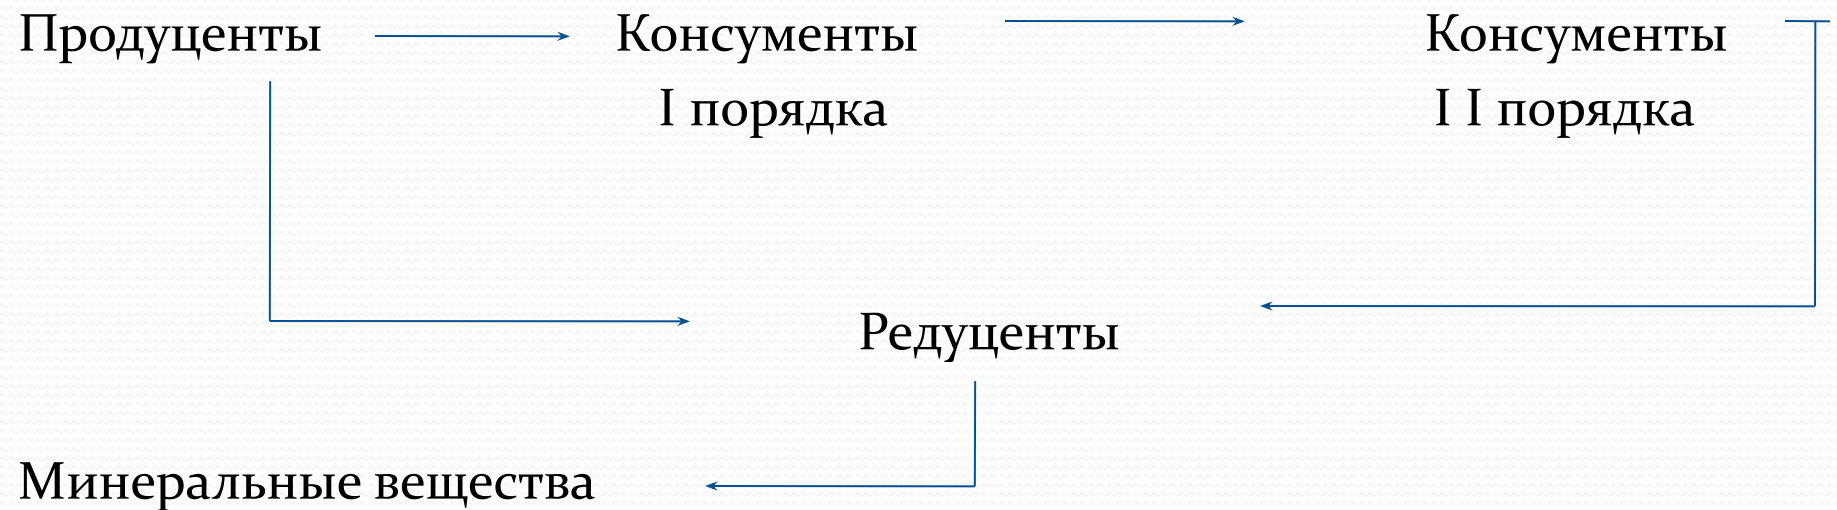 Продуценты Консументы Консументы
I порядка I I порядка
Редуценты
Минеральные вещества